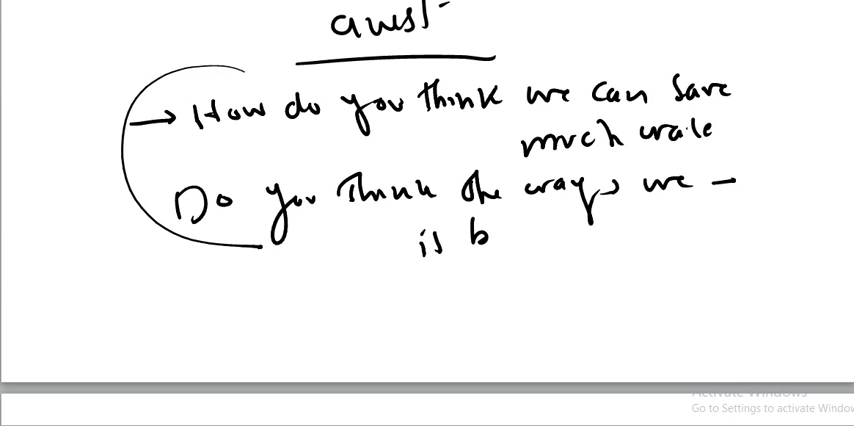 quest-
→ How do you think we can save
much wate
Do you think the ways we –
is b
Activate Windows
Go to Settings to activate Window